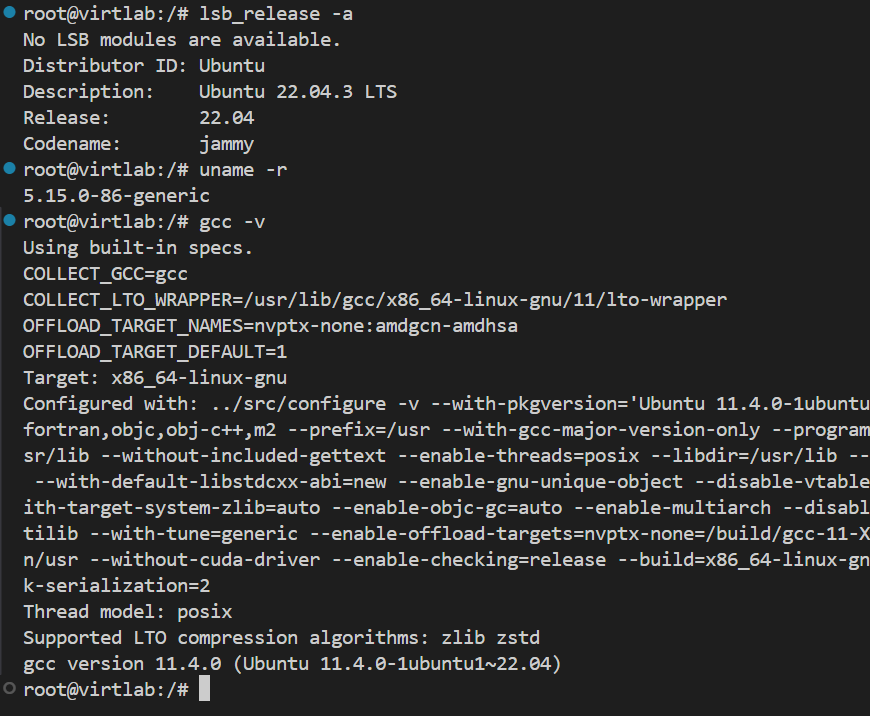 root@virtlab:/# lsb_release -a
No LSB modules are available.
Distributor ID: Ubuntu
Description:    Ubuntu 22.04.3 LTS
Release:        22.04
Codename:       jammy
root@virtlab:/# uname -r
5.15.0-86-generic
root@virtlab:/# gcc -v
Using built-in specs.
COLLECT_GCC=gcc
COLLECT_LTO_WRAPPER=/usr/lib/gcc/x86_64-linux-gnu/11/lto-wrapper
OFFLOAD_TARGET_NAMES=nvptx-none:amdgcn-amdhsa
OFFLOAD_TARGET_DEFAULT=1
Target: x86_64-linux-gnu
Configured with: ../src/configure -v --with-pkgversion='Ubuntu 11.4.0-1ubuntu
fortran,objc,obj-c++,m2 --prefix=/usr --with-gcc-major-version-only --program
sr/lib --without-included-gettext --enable-threads=posix --libdir=/usr/lib --
 --with-default-libstdcxx-abi=new --enable-gnu-unique-object --disable-vtable
ith-target-system-zlib=auto --enable-objc-gc=auto --enable-multiarch --disabl
tilib --with-tune=generic --enable-offload-targets=nvptx-none=/build/gcc-11-X
n/usr --without-cuda-driver --enable-checking=release --build=x86_64-linux-gn
k-serialization=2
Thread model: posix
Supported LTO compression algorithms: zlib zstd
gcc version 11.4.0 (Ubuntu 11.4.0-1ubuntu1~22.04)
root@virtlab:/#